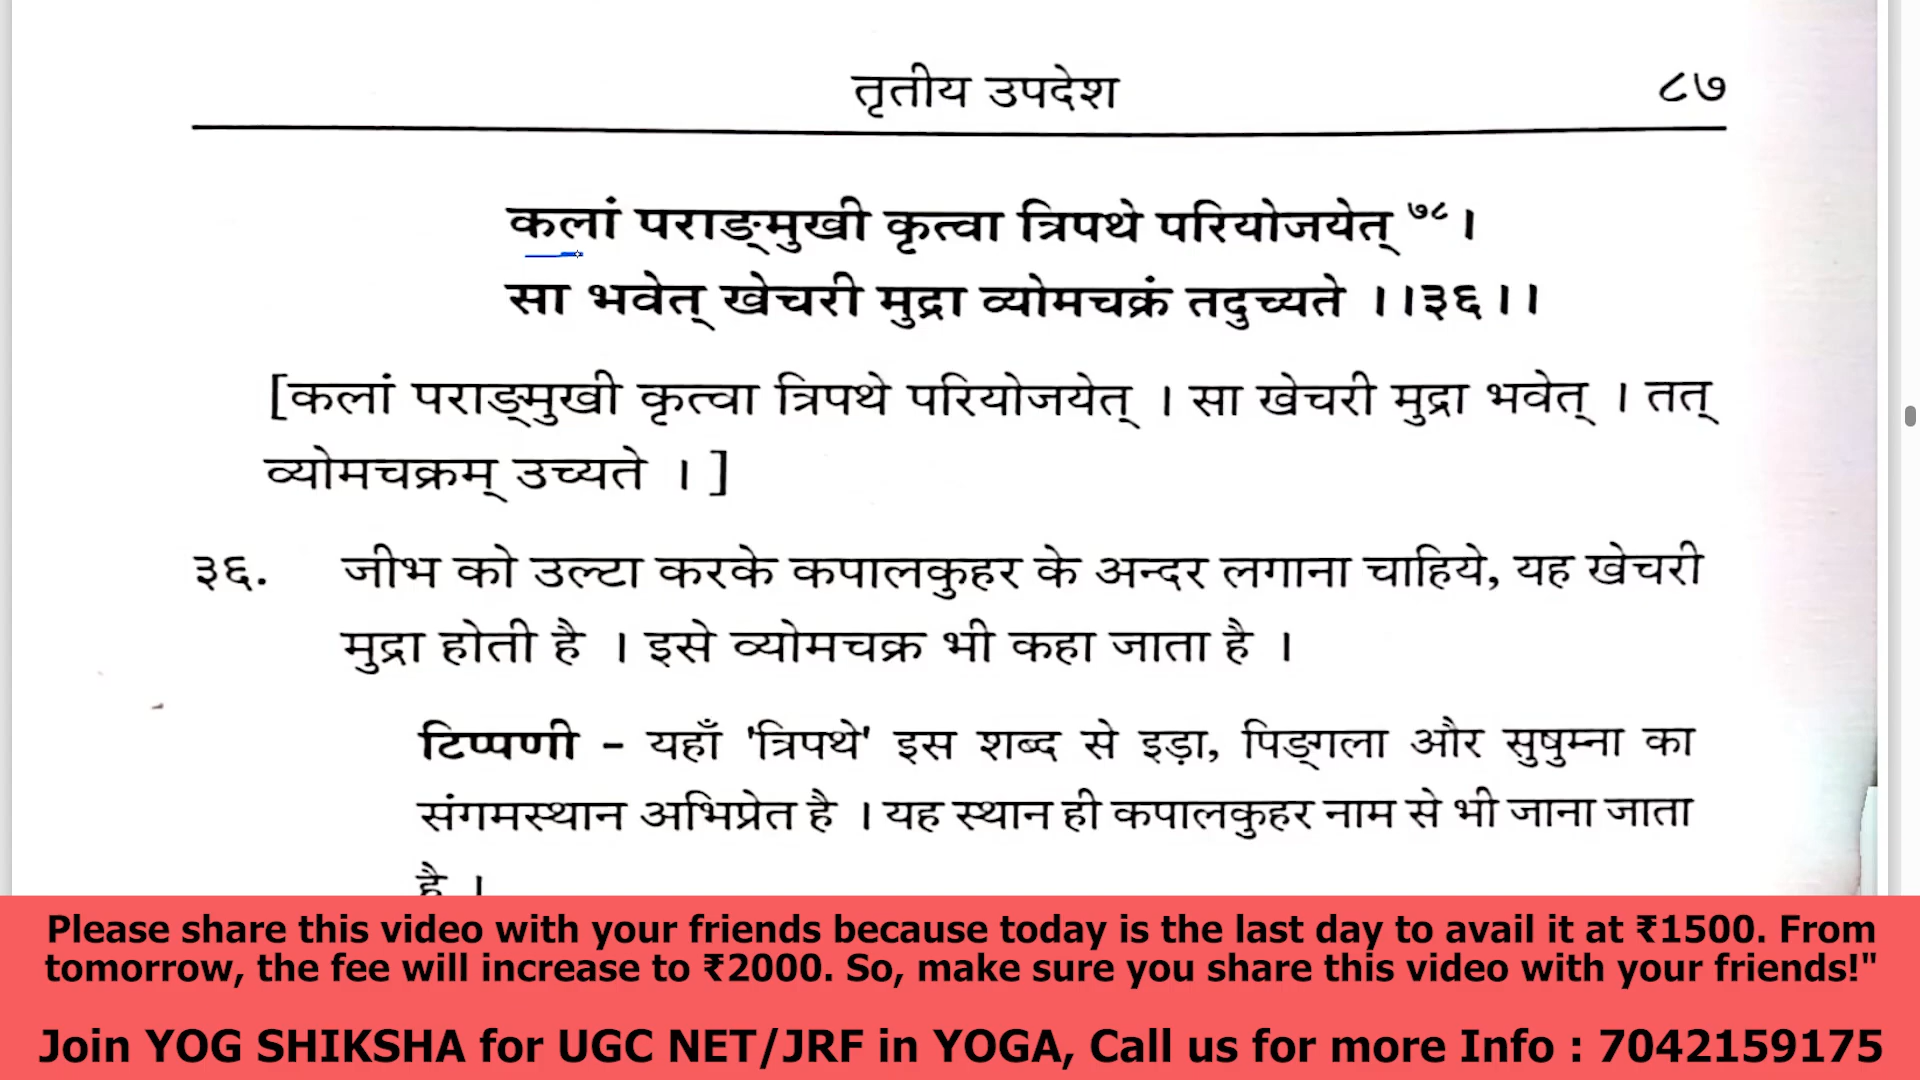 तृतीय उपदेश ८७
कलां पराङ्मुखी कृत्वा त्रिपथे परियोजयेत् ७८ ।
सा भवेत् खेचरी मुद्रा व्योमचक्रं तदुच्यते ।।३६।।
[कलां पराङ्मुखी कृत्वा त्रिपथे परियोजयेत् । सा खेचरी मुद्रा भवेत् । तत्
व्योमचक्रम् उच्यते । ]
३६. जीभ को उल्टा करके कपालकुहर के अन्दर लगाना चाहिये, यह खेचरी
मुद्रा होती है । इसे व्योमचक्र भी कहा जाता है ।
टिप्पणी - यहाँ 'त्रिपथे' इस शब्द से इड़ा, पिङ्गला और सुषुम्ना का
संगमस्थान अभिप्रेत है । यह स्थान ही कपालकुहर नाम से भी जाना जाता
है ।
Please share this video with your friends because today is the last day to avail it at ₹1500. From
tomorrow, the fee will increase to ₹2000. So, make sure you share this video with your friends!"
Join YOG SHIKSHA for UGC NET/JRF in YOGA, Call us for more Info : 7042159175